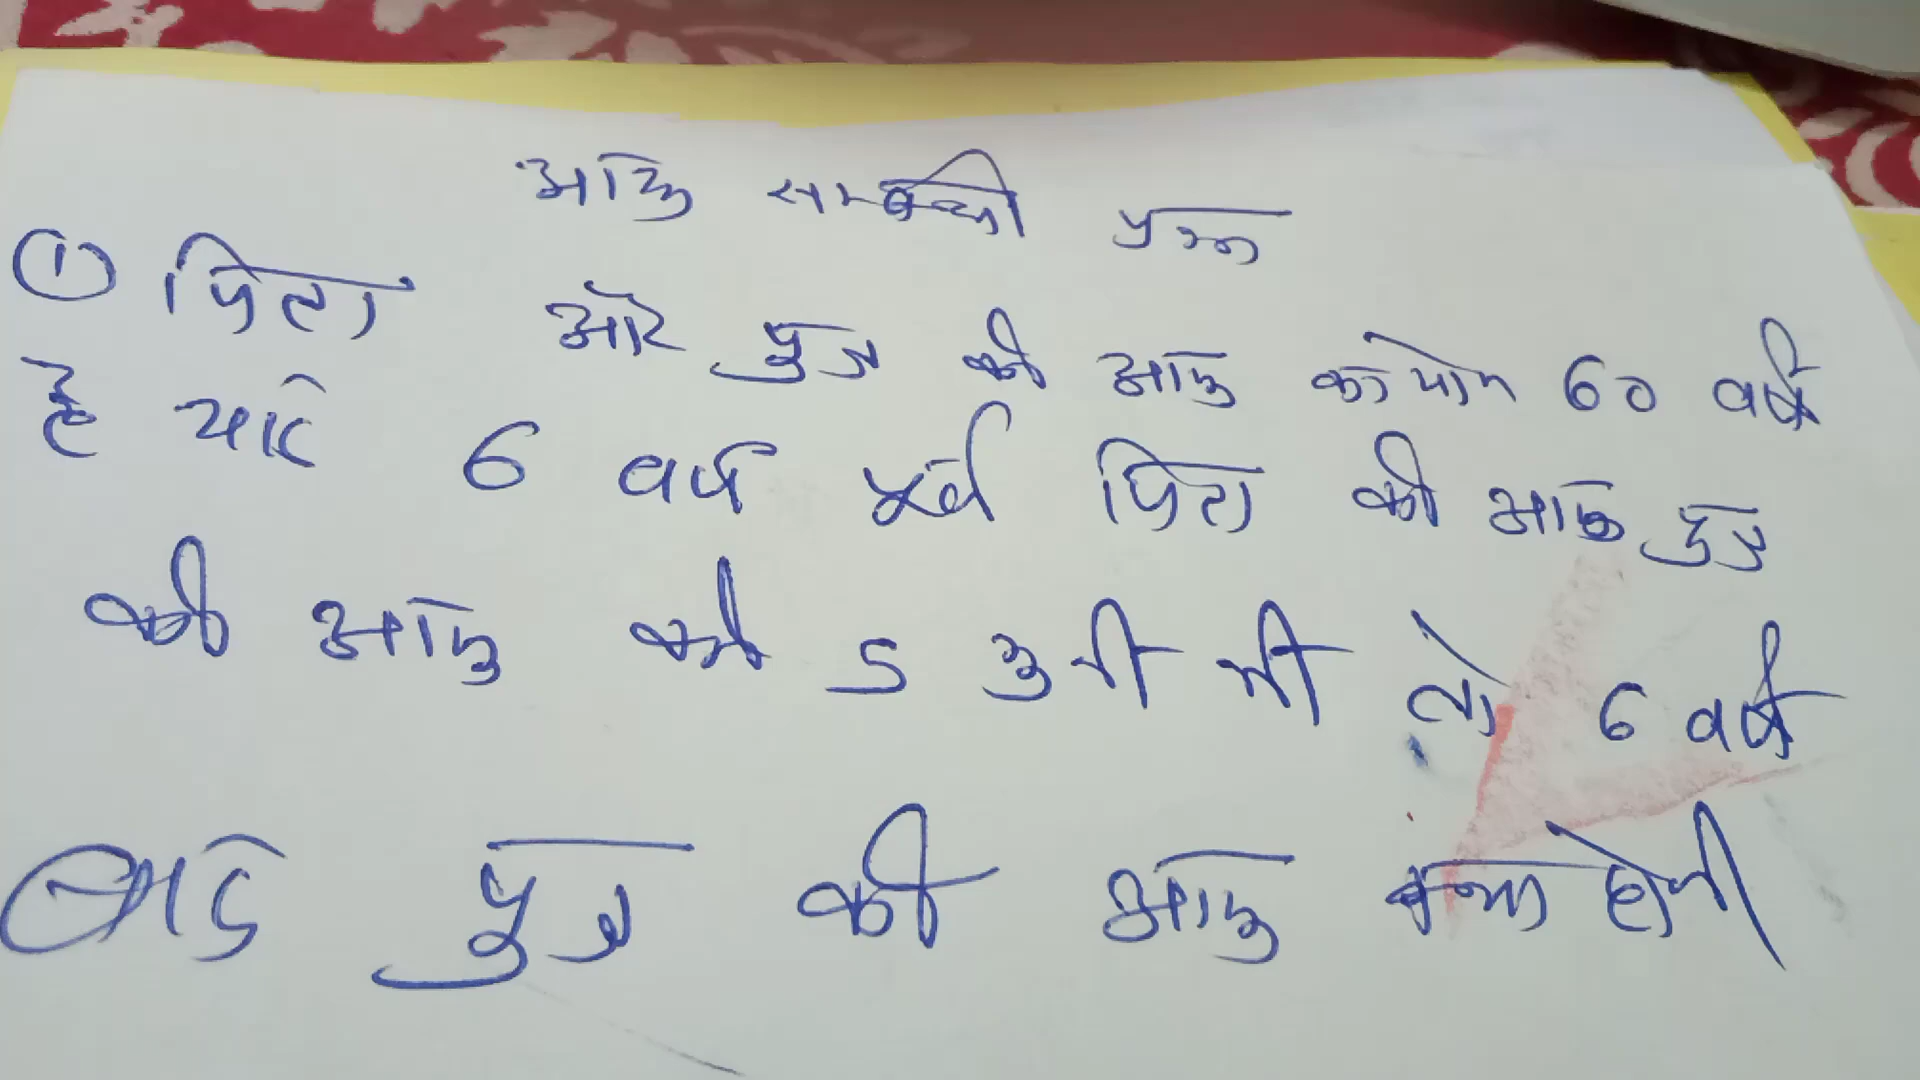 आयु सम्बन्धी प्रश्न
① पिता और पुत्र की आयु का योग 60 वर्ष
है यदि 6 वर्ष पूर्व पिता की आयु पुत्र
की आयु की 5 गुनी थी तो 6 वर्ष
बाद पुत्र की आयु क्या होगी